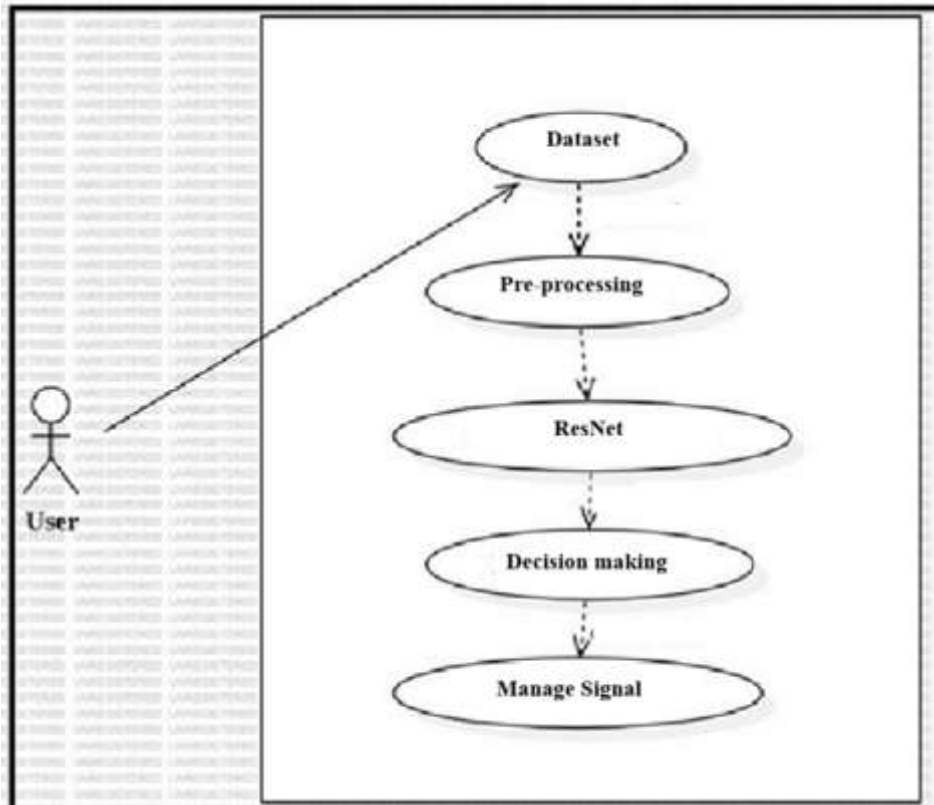 Dataset
Pre-processing
ResNet
User
Decision making
Manage Signal